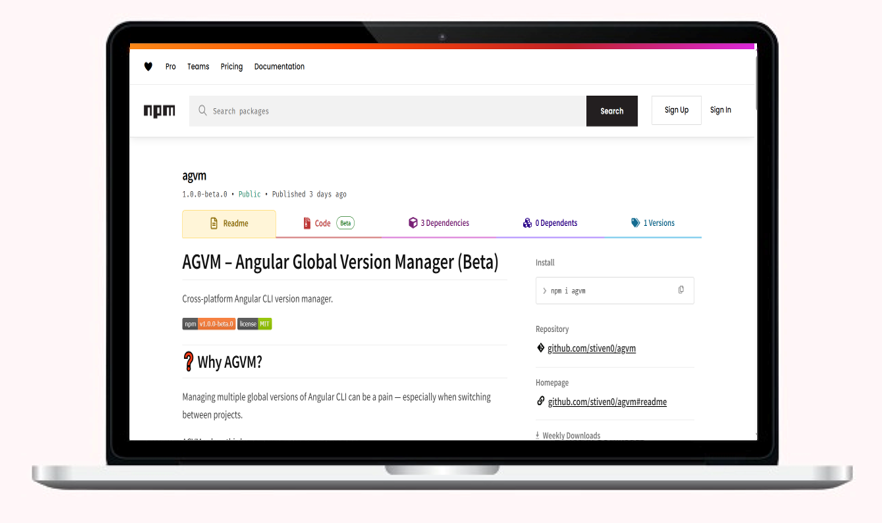 Pro Teams Pricing Documentation
npm Search packages Search Sign Up Sign In
agvm
1.0.0-beta.0 • Public • Published 3 days ago
Readme Code Beta 3 Dependencies 0 Dependents 1 Versions
AGVM – Angular Global Version Manager (Beta)
Cross-platform Angular CLI version manager.
npm v1.0.0-beta.0 license MIT
❓ Why AGVM?
Managing multiple global versions of Angular CLI can be a pain — especially when switching
between projects.
Install
> npm i agvm
Repository
github.com/stiven0/agvm
Homepage
github.com/stiven0/agvm#readme
Weekly Downloads